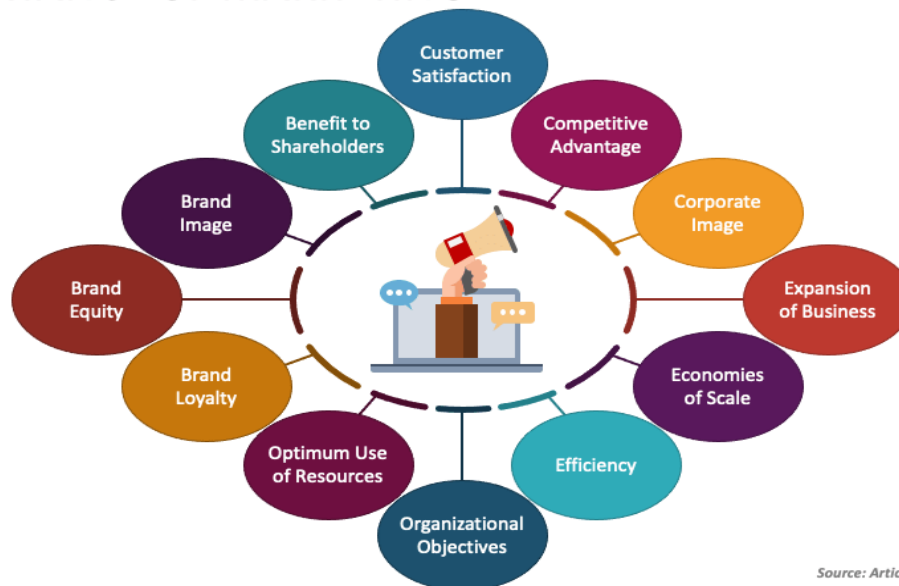 Customer
Satisfaction
Competitive
Advantage
Corporate
Image
Expansion
of Business
Economies
of Scale
Efficiency
Organizational
Objectives
Optimum Use
of Resources
Brand
Loyalty
Brand
Equity
Brand
Image
Benefit to
Shareholders
Source: